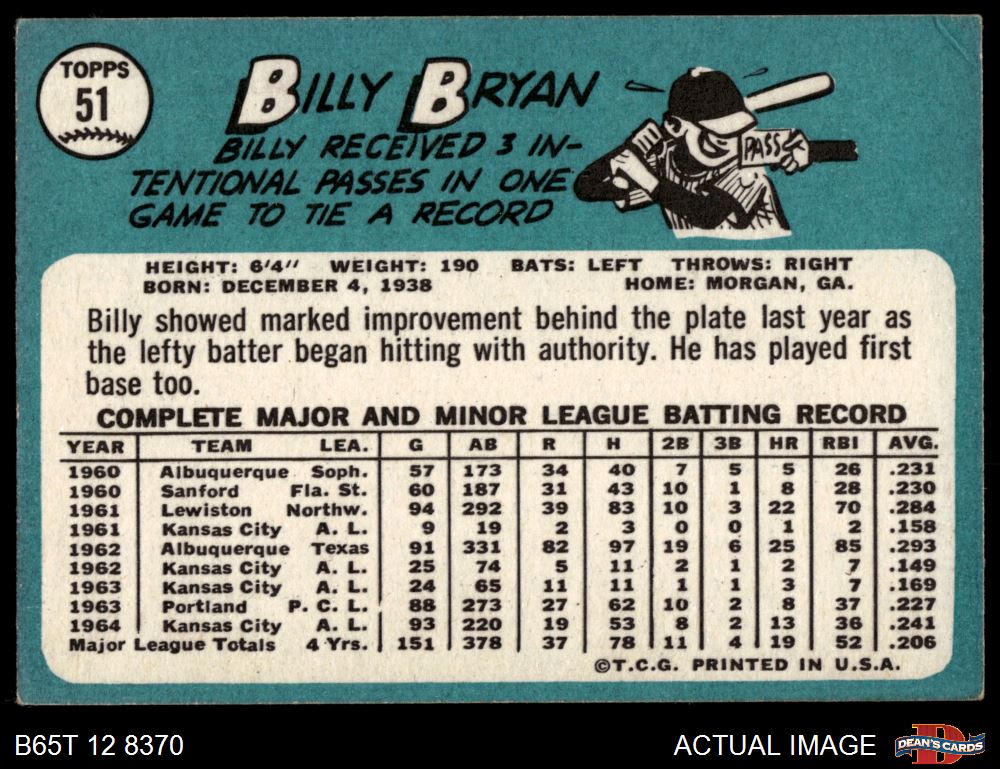 TOPPS
51
BILLY BRYAN
BILLY RECEIVED 3 IN-
TENTIONAL PASSES IN ONE
GAME TO TIE A RECORD
PASS
HEIGHT: 6'4" WEIGHT: 190 BATS: LEFT THROWS: RIGHT
BORN: DECEMBER 4, 1938 HOME: MORGAN, GA.
Billy showed marked improvement behind the plate last year as
the lefty batter began hitting with authority. He has played first
base too.
COMPLETE MAJOR AND MINOR LEAGUE BATTING RECORD
YEAR TEAM LEA. G AB R H 2B 3B HR RBI AVG.
1960 Albuquerque Soph. 57 173 34 40 7 5 5 26 .231
1960 Sanford Fla. St. 60 187 31 43 10 1 8 28 .230
1961 Lewiston Northw. 94 292 39 83 10 3 22 70 .284
1961 Kansas City A. L. 9 19 2 3 0 0 1 2 .158
1962 Albuquerque Texas 91 331 82 97 19 6 25 85 .293
1962 Kansas City A. L. 25 74 5 11 2 1 2 7 .149
1963 Kansas City A. L. 24 65 11 11 1 1 3 7 .169
1963 Portland P. C. L. 88 273 27 62 10 2 8 37 .227
1964 Kansas City A. L. 93 220 19 53 8 2 13 36 .241
Major League Totals 4 Yrs. 151 378 37 78 11 4 19 52 .206
©T.C.G. PRINTED IN U.S.A.
B65T 12 8370 ACTUAL IMAGE D DEAN'S CARDS